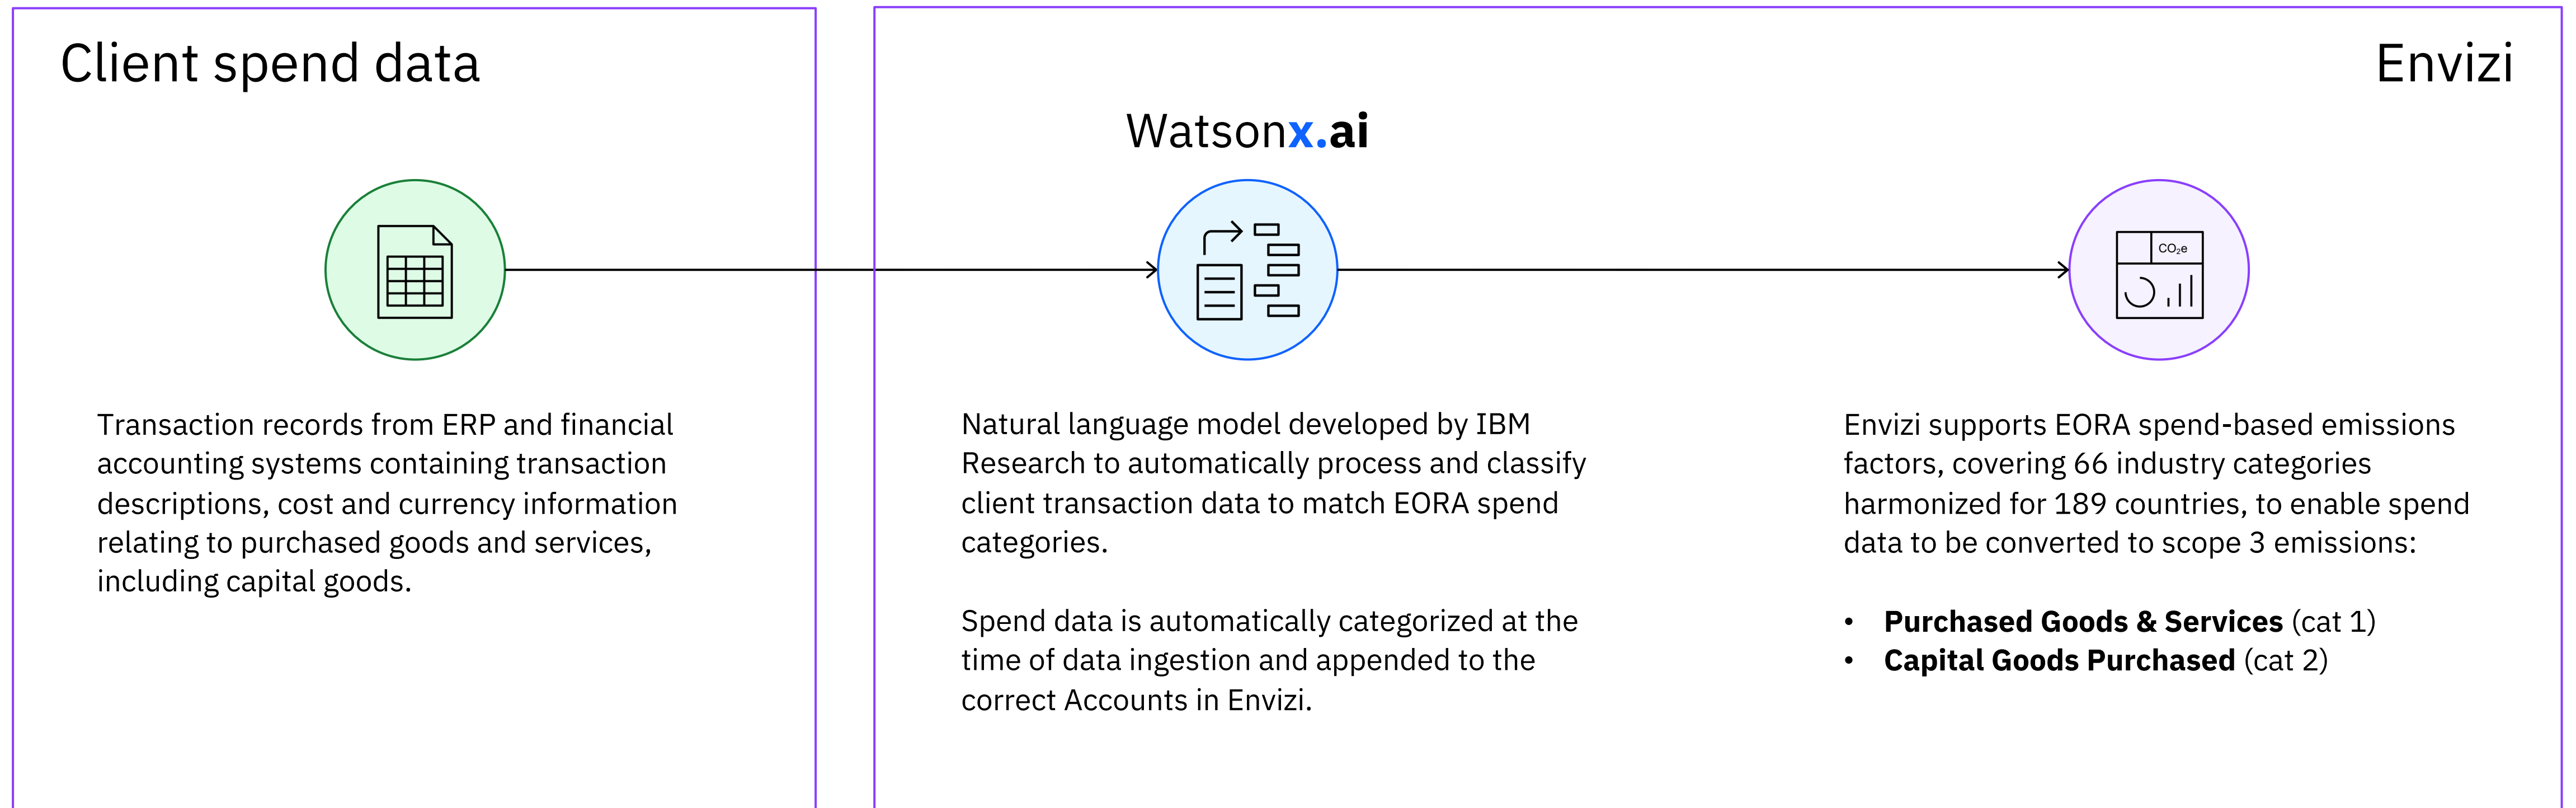 Client spend data
Envizi
Watsonx.ai
CO₂e
Transaction records from ERP and financial
accounting systems containing transaction
descriptions, cost and currency information
relating to purchased goods and services,
including capital goods.
Natural language model developed by IBM
Research to automatically process and classify
client transaction data to match EORA spend
categories.
Spend data is automatically categorized at the
time of data ingestion and appended to the
correct Accounts in Envizi.
Envizi supports EORA spend-based emissions
factors, covering 66 industry categories
harmonized for 189 countries, to enable spend
data to be converted to scope 3 emissions:
• Purchased Goods & Services (cat 1)
• Capital Goods Purchased (cat 2)